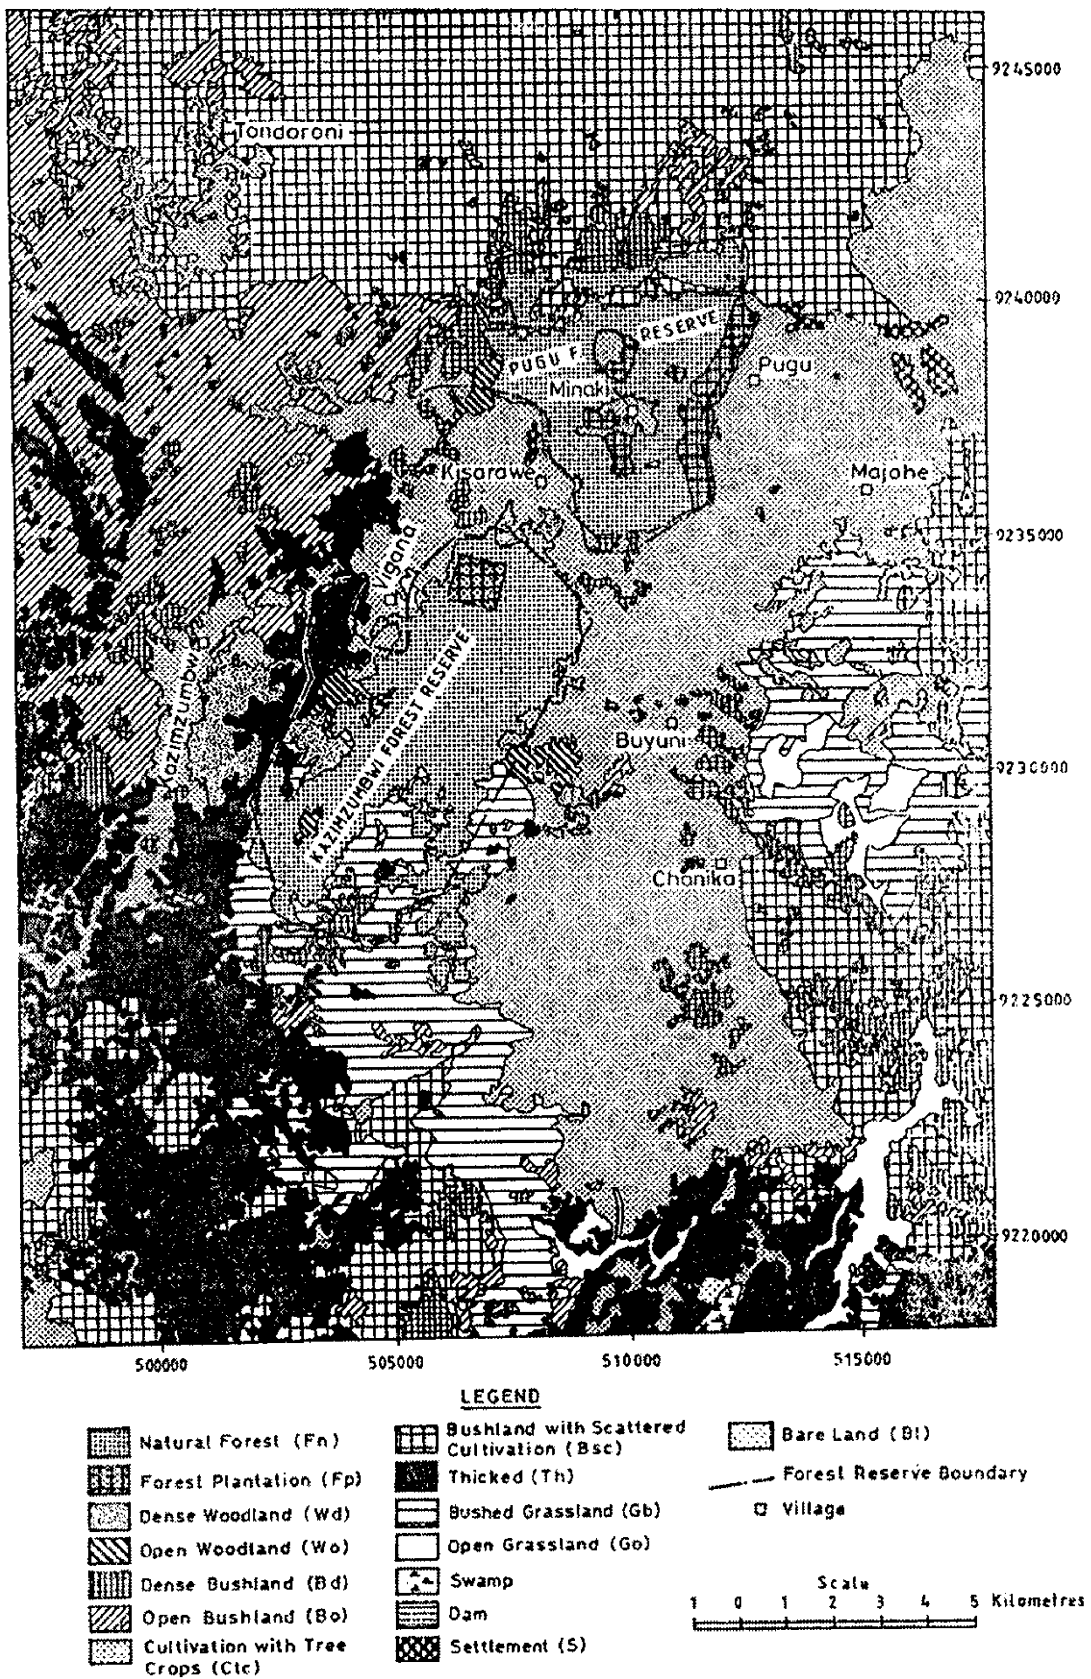 9245000
Tondoroni
9240000
PUGU F. RESERVE
Pugu
Minaki
Kisarawe
Majohe
9235000
Vigana
Kazimzumbwi
KAZIMZUMBWI FOREST RESERVE
Buyuni
9230000
Chanika
9225000
9220000
500000 505000 510000 515000
LEGEND
Natural Forest (Fn)
Forest Plantation (Fp)
Dense Woodland (Wd)
Open Woodland (Wo)
Dense Bushland (Bd)
Open Bushland (Bo)
Cultivation with Tree
Crops (Ctc)
Bushland with Scattered
Cultivation (Bsc)
Thicked (Th)
Bushed Grassland (Gb)
Open Grassland (Go)
Swamp
Dam
Settlement (S)
Bare Land (Bl)
Forest Reserve Boundary
Village
Scale
1 0 1 2 3 4 5 Kilometres